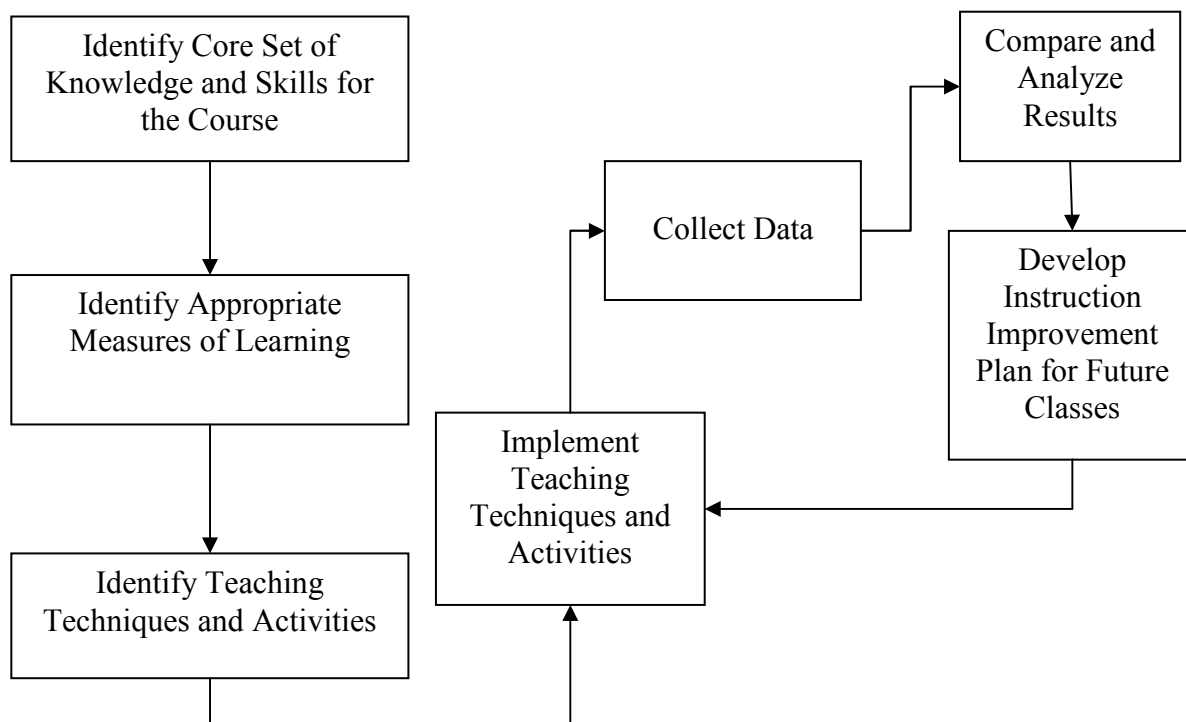 Identify Core Set of
Knowledge and Skills for
the Course
Identify Appropriate
Measures of Learning
Identify Teaching
Techniques and Activities
Implement
Teaching
Techniques and
Activities
Collect Data
Compare and
Analyze
Results
Develop
Instruction
Improvement
Plan for Future
Classes